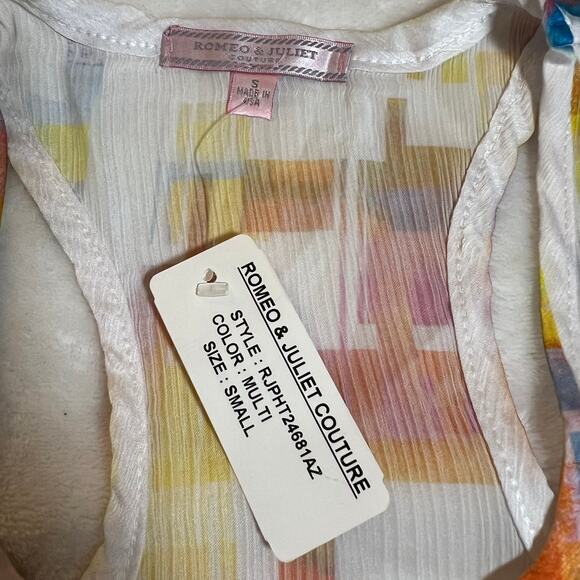 ROMEO & JULIET
COUTURE
S
MADE IN
USA
ROMEO & JULIET COUTURE
STYLE : RJPHT24681AZ
COLOR : MULTI
SIZE : SMALL